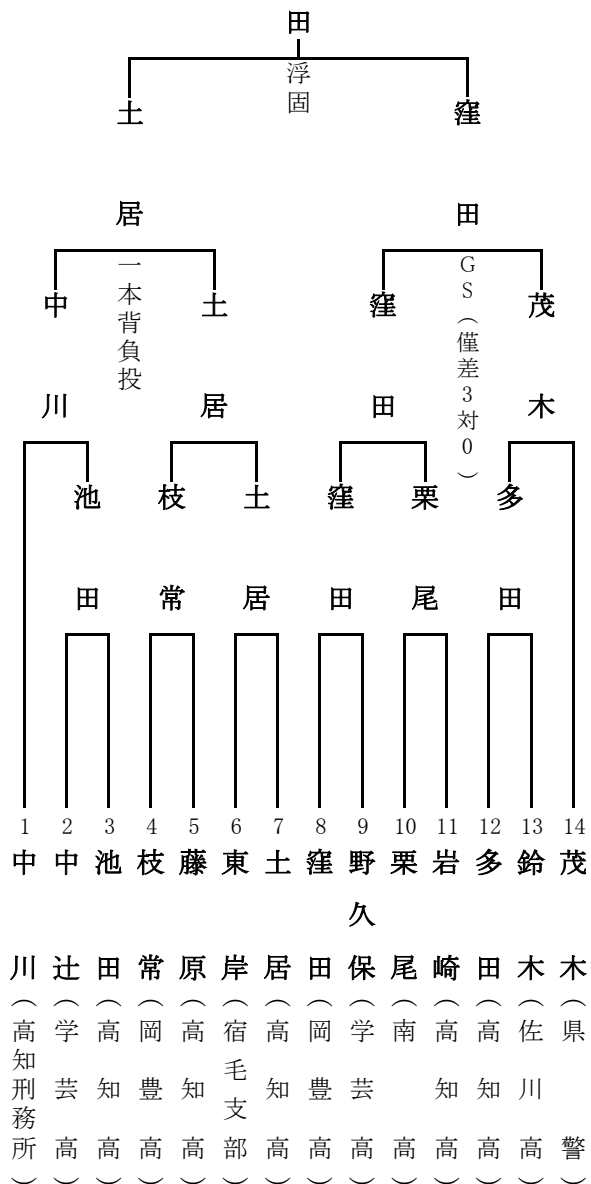 田
浮固
土 窪
居 田
一本背負投
GS(僅差3対0)
中 土 窪 茂
川 居 田 木
池 枝 土 窪 栗 多
田 常 居 田 尾 田
1 2 3 4 5 6 7 8 9 10 11 12 13 14
中川(高知刑務所)
中辻(学芸高)
池田(高知高)
枝常(岡豊高)
藤原(高知高)
東岸(宿毛支部)
土居(高知高)
窪田(岡豊高)
野久保(学芸高)
栗尾(南高)
岩崎(高知高)
多田(高知高)
鈴木(佐川高)
茂木(県警)